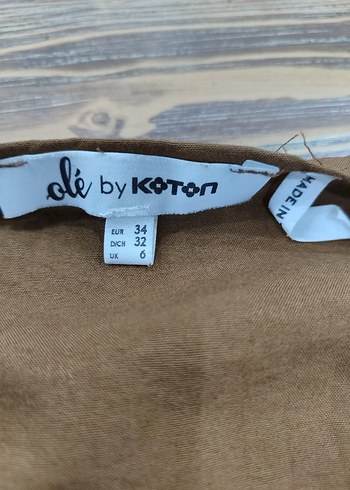 olé by KOTON
EUR 34
D/CH 32
UK 6
MADE IN